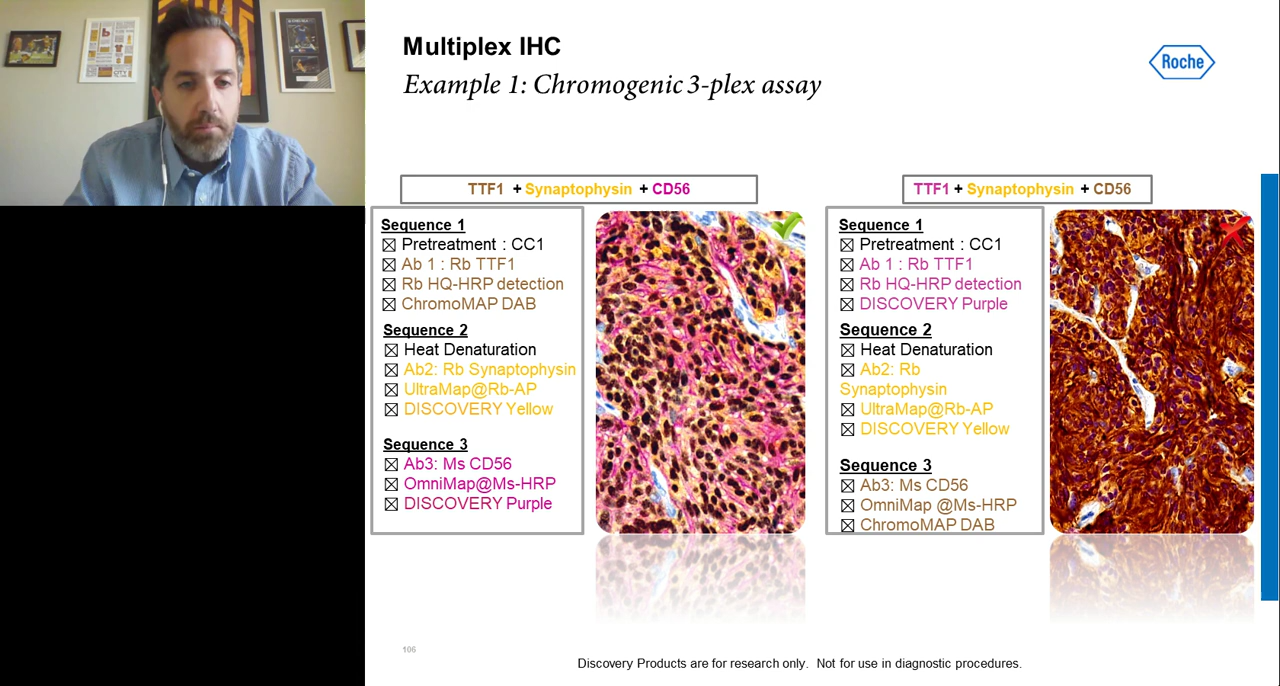 Multiplex IHC
Example 1: Chromogenic 3-plex assay
Roche
TTF1 + Synaptophysin + CD56
Sequence 1
Pretreatment : CC1
Ab 1 : Rb TTF1
Rb HQ-HRP detection
ChromoMAP DAB
Sequence 2
Heat Denaturation
Ab2: Rb Synaptophysin
UltraMap@Rb-AP
DISCOVERY Yellow
Sequence 3
Ab3: Ms CD56
OmniMap@Ms-HRP
DISCOVERY Purple
TTF1 + Synaptophysin + CD56
Sequence 1
Pretreatment : CC1
Ab 1 : Rb TTF1
Rb HQ-HRP detection
DISCOVERY Purple
Sequence 2
Heat Denaturation
Ab2: Rb
Synaptophysin
UltraMap@Rb-AP
DISCOVERY Yellow
Sequence 3
Ab3: Ms CD56
OmniMap @Ms-HRP
ChromoMAP DAB
106
Discovery Products are for research only. Not for use in diagnostic procedures.